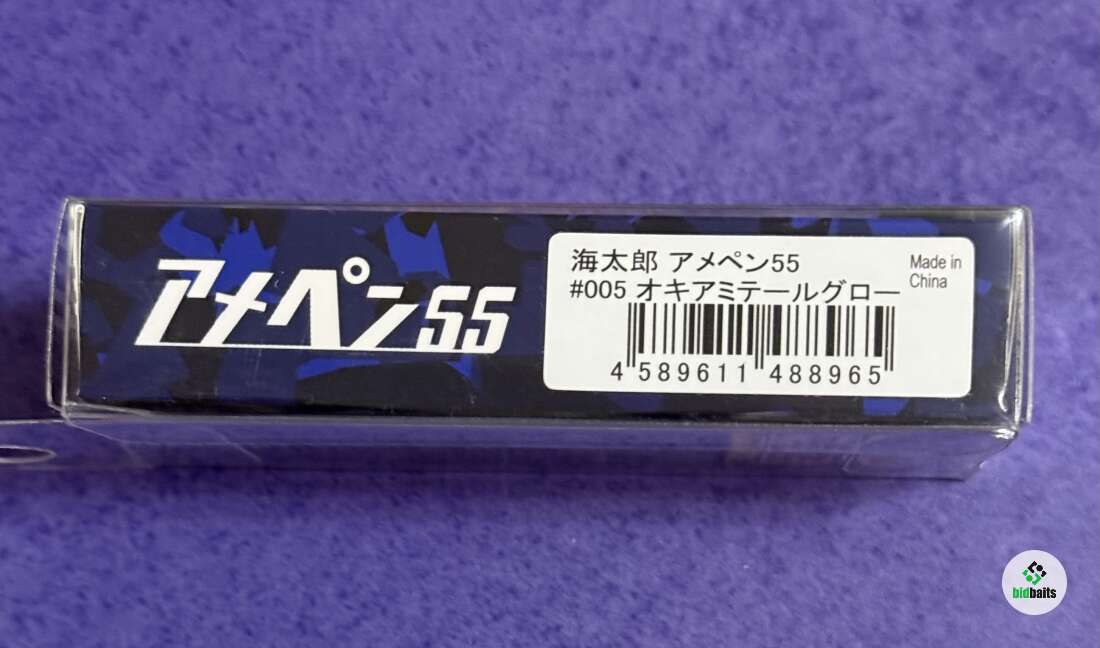 アメペン55
海太郎 アメペン55
Made in
China
#005 オキアミテールグロー
4 589611 488965
bidbaits